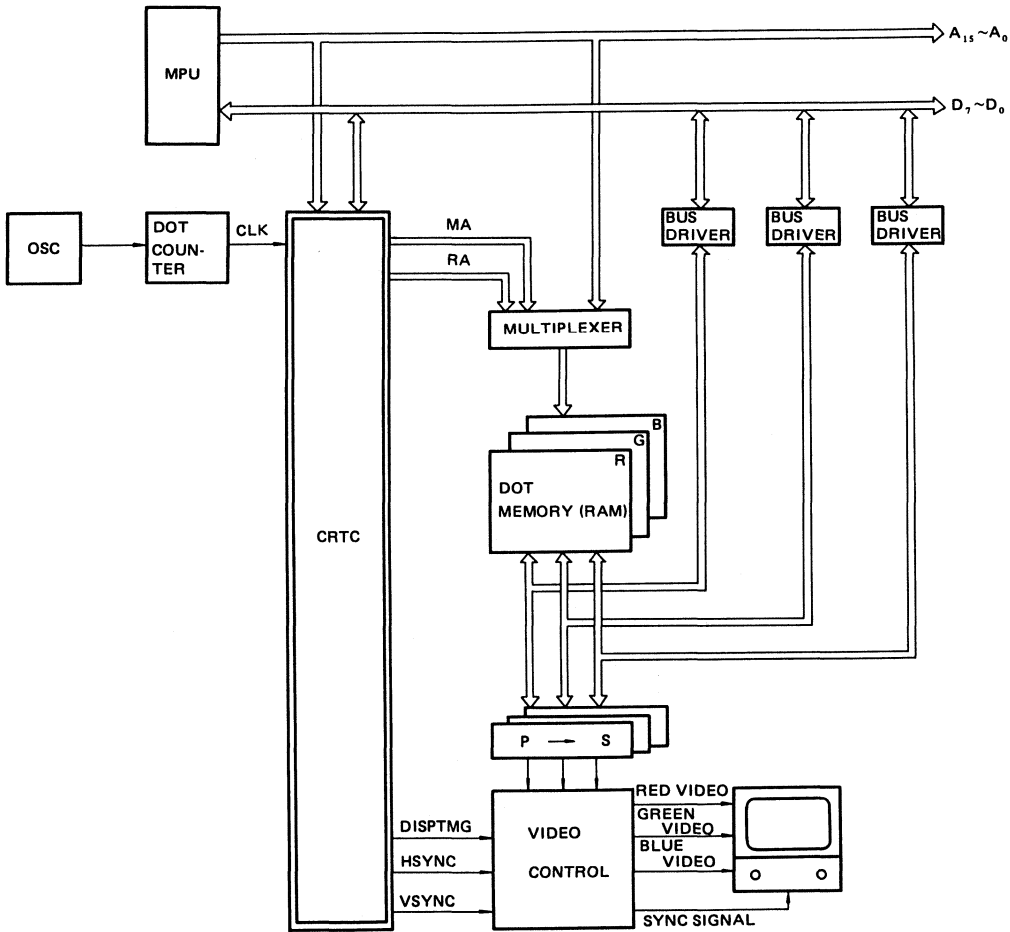 A₁₅~A₀
MPU
D₇~D₀
OSC
DOT
COUN-
TER
CLK
MA
RA
BUS
DRIVER
BUS
DRIVER
BUS
DRIVER
MULTIPLEXER
B
G
R
DOT
MEMORY (RAM)
CRTC
P
S
RED VIDEO
GREEN
VIDEO
BLUE
VIDEO
DISPTMG
HSYNC
VSYNC
VIDEO
CONTROL
SYNC SIGNAL